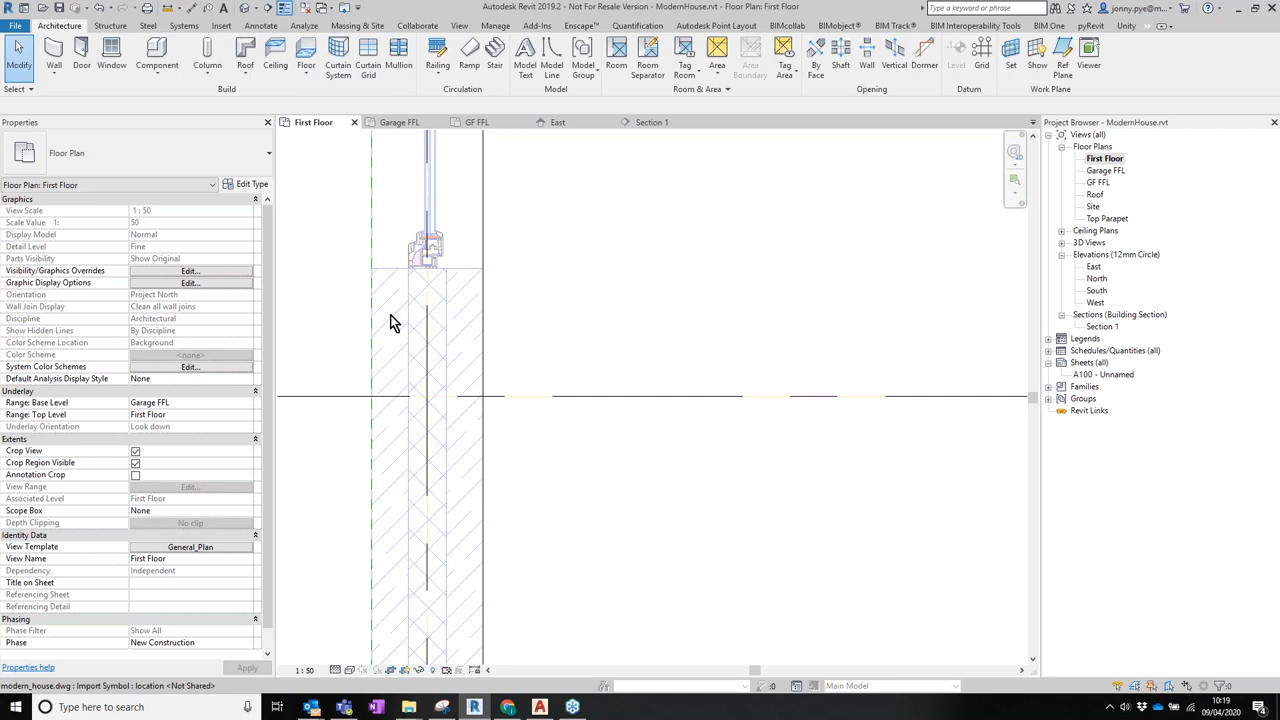 Autodesk Revit 2019.2 - Not For Resale Version - ModernHouse.rvt - Floor Plan: First Floor
Type a keyword or phrase
jonny.pye@...
File Architecture Structure Steel Systems Insert Annotate Analyze Massing & Site Collaborate View Manage Add-Ins Enscape™ Quantification Autodesk Point Layout BIMcollab BIMobject® BIM Track® BIM Interoperability Tools BIM One pyRevit Unity Modify
Modify Wall Door Window Component Column Roof Ceiling Floor Curtain System Curtain Grid Mullion Railing Ramp Stair Model Text Model Line Model Group Room Room Separator Tag Room Area Area Boundary Tag Area By Face Shaft Wall Vertical Dormer Level Grid Set Show Ref Plane Viewer
Select Build Circulation Model Room & Area Opening Datum Work Plane
Properties
First Floor Garage FFL GF FFL East Section 1
Project Browser - ModernHouse.rvt
Floor Plan
Floor Plan: First Floor Edit Type
Graphics
View Scale 1 : 50
Scale Value 1: 50
Display Model Normal
Detail Level Fine
Parts Visibility Show Original
Visibility/Graphics Overrides Edit...
Graphic Display Options Edit...
Orientation Project North
Wall Join Display Clean all wall joins
Discipline Architectural
Show Hidden Lines By Discipline
Color Scheme Location Background
Color Scheme <none>
System Color Schemes Edit...
Default Analysis Display Style None
Underlay
Range: Base Level Garage FFL
Range: Top Level First Floor
Underlay Orientation Look down
Extents
Crop View
Crop Region Visible
Annotation Crop
View Range Edit...
Associated Level First Floor
Scope Box None
Depth Clipping No clip
Identity Data
View Template General_Plan
View Name First Floor
Dependency Independent
Title on Sheet
Referencing Sheet
Referencing Detail
Phasing
Phase Filter Show All
Phase New Construction
Properties help Apply
Views (all)
Floor Plans
First Floor
Garage FFL
GF FFL
Roof
Site
Top Parapet
Ceiling Plans
3D Views
Elevations (12mm Circle)
East
North
South
West
Sections (Building Section)
Section 1
Legends
Schedules/Quantities (all)
Sheets (all)
A100 - Unnamed
Families
Groups
Revit Links
1 : 50
modern_house.dwg : Import Symbol : location <Not Shared>
:0 Main Model :0
Type here to search
10:19
09/04/2020